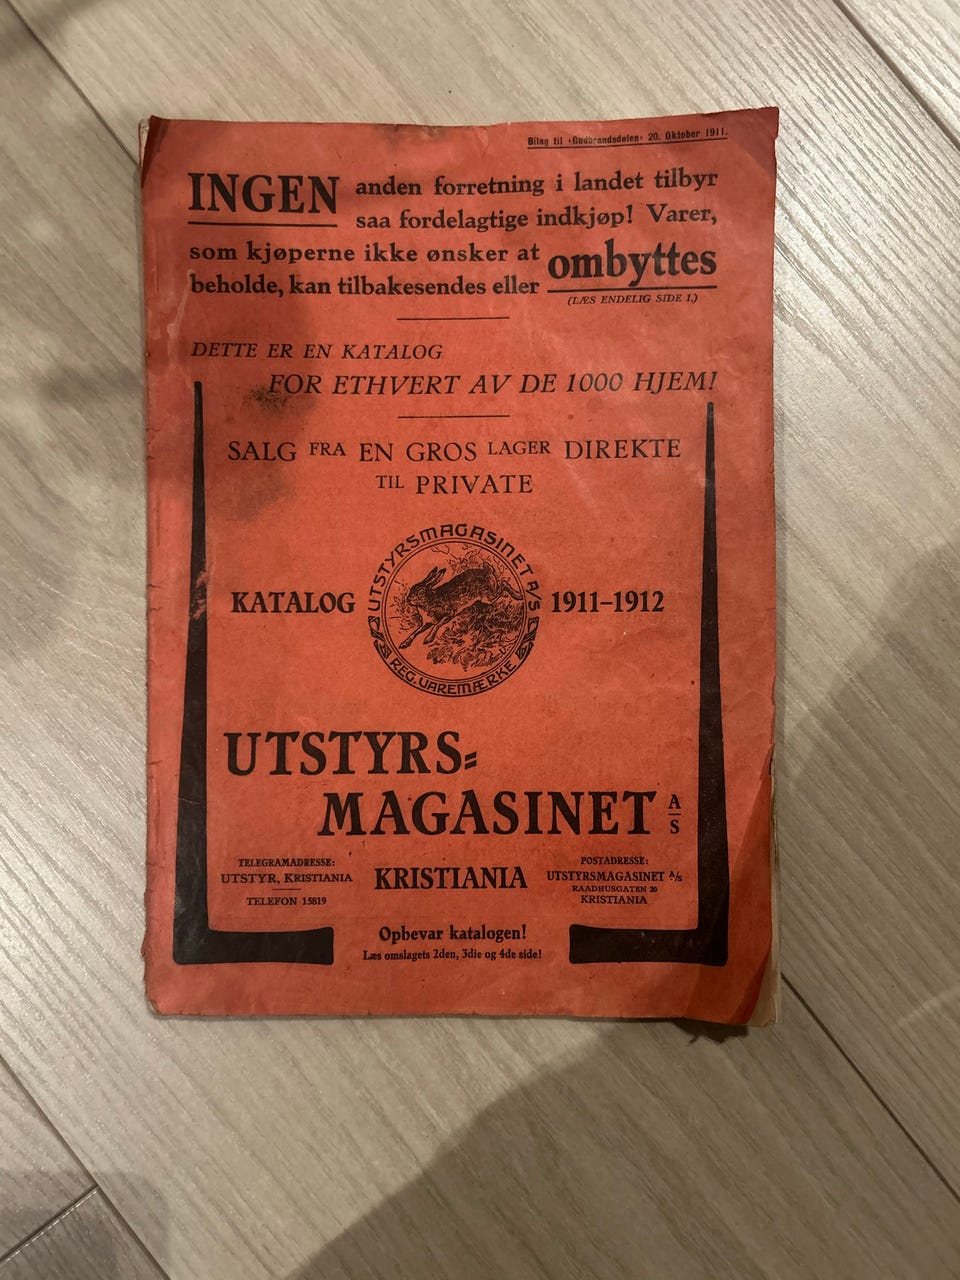 Bilag til «Gudbrandsdølen» 20. Oktober 1911.
INGEN anden forretning i landet tilbyr
saa fordelagtige indkjøp! Varer,
som kjøperne ikke ønsker at
beholde, kan tilbakesendes eller ombyttes
(LÆS ENDELIG SIDE 1.)
DETTE ER EN KATALOG
FOR ETHVERT AV DE 1000 HJEM!
SALG FRA EN GROS LAGER DIREKTE
TIL PRIVATE
UTSTYRSMAGASINET A/S
REG. VAREMÆRKE
KATALOG 1911-1912
UTSTYRS=
MAGASINET A/S
TELEGRAMADRESSE:
UTSTYR, KRISTIANIA
TELEFON 15819
KRISTIANIA
POSTADRESSE:
UTSTYRSMAGASINET A/S
RAADHUSGATEN 20
KRISTIANIA
Opbevar katalogen!
Læs omslagets 2den, 3die og 4de side!